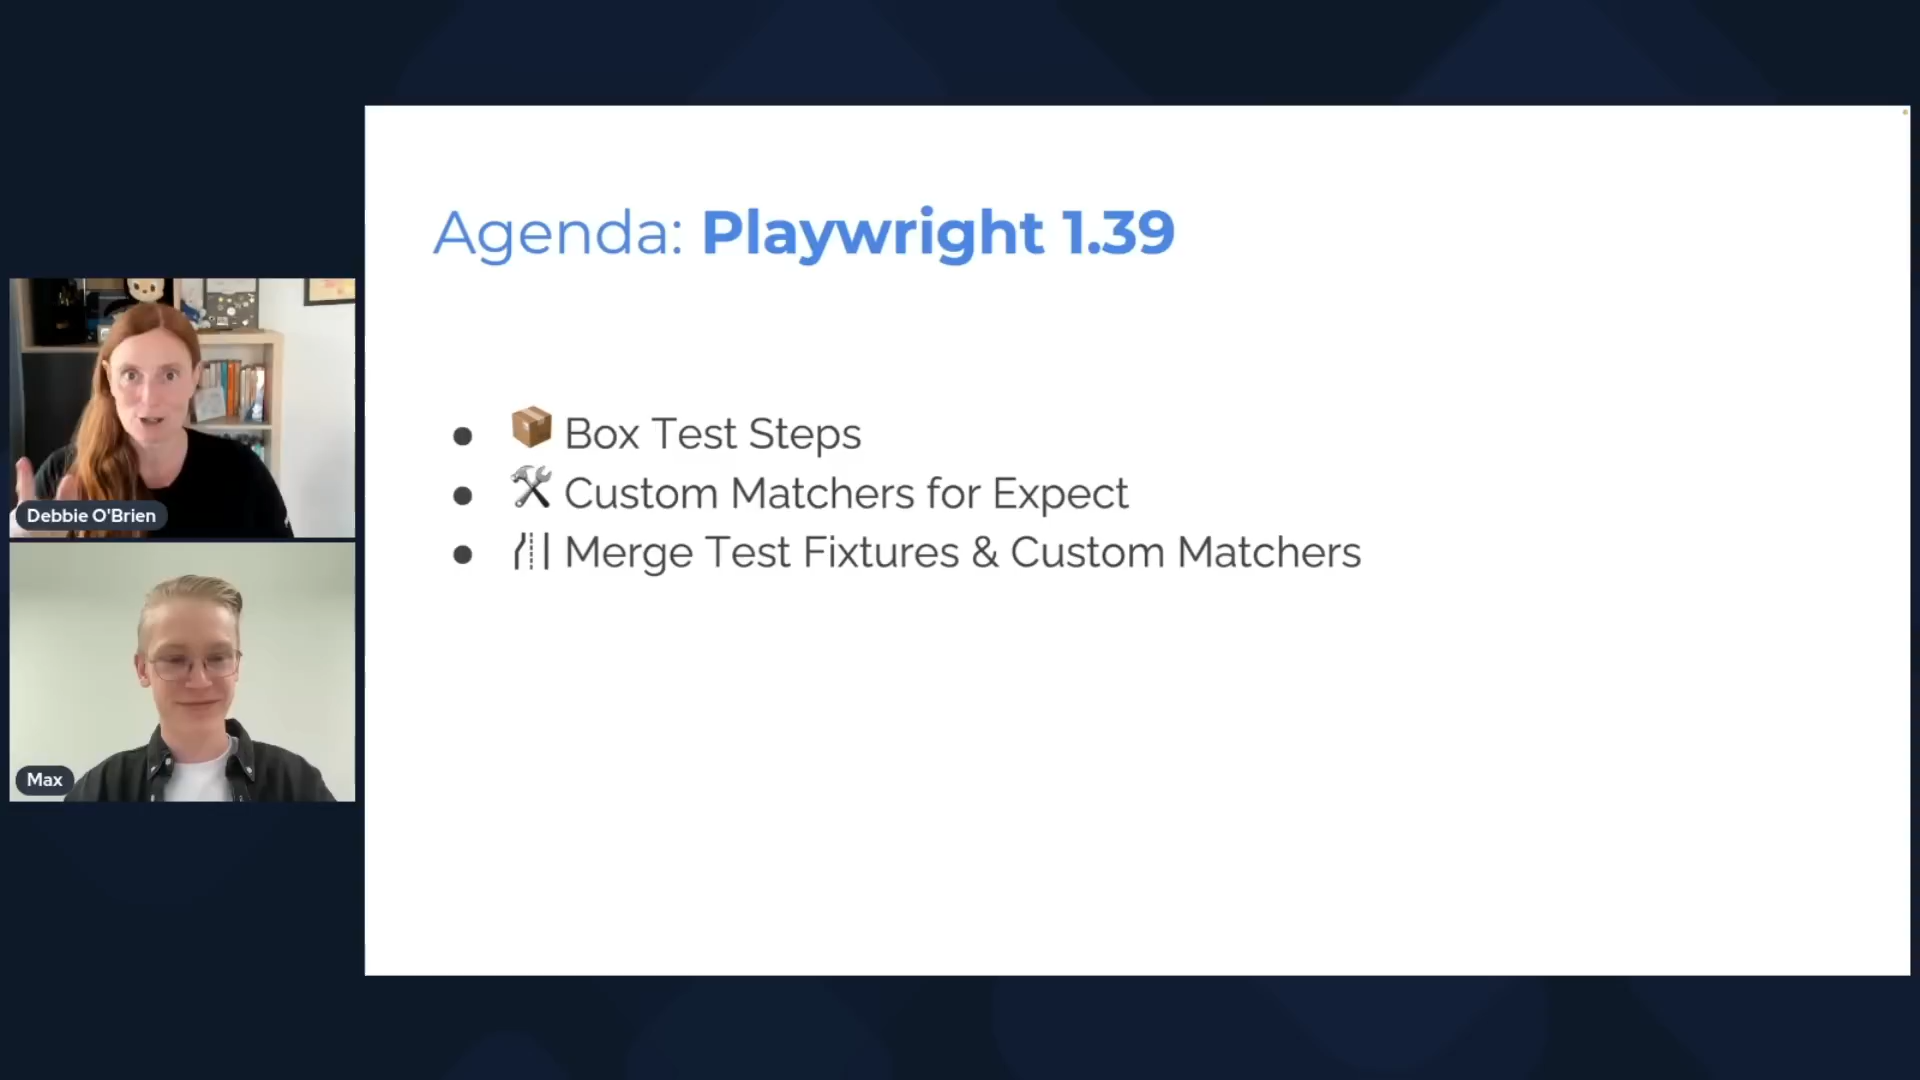 Agenda: Playwright 1.39
📦 Box Test Steps
🛠 Custom Matchers for Expect
Merge Test Fixtures & Custom Matchers
Debbie O'Brien
Max